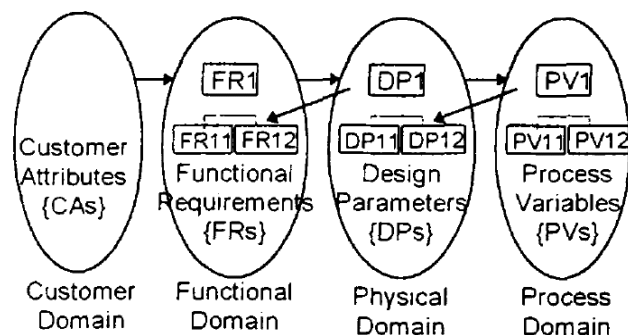 FR1
DP1
PV1
FR11 FR12
DP11 DP12
PV11 PV12
Customer
Attributes
{CAs}
Functional
Requirements
{FRs}
Design
Parameters
{DPs}
Process
Variables
{PVs}
Customer
Domain
Functional
Domain
Physical
Domain
Process
Domain